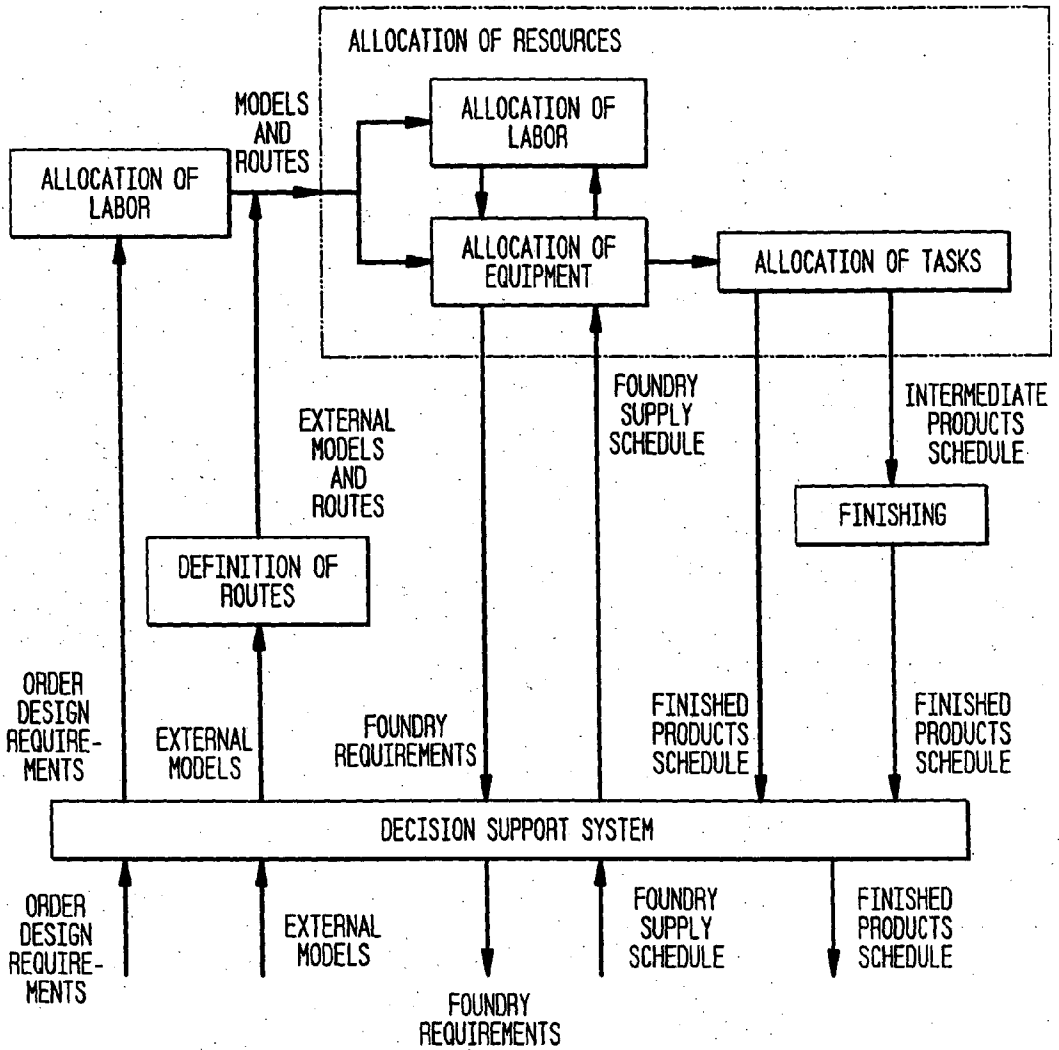 ALLOCATION OF RESOURCES
MODELS
AND
ROUTES
ALLOCATION OF
LABOR
ALLOCATION OF
LABOR
ALLOCATION OF
EQUIPMENT
ALLOCATION OF TASKS
EXTERNAL
MODELS
AND
ROUTES
FOUNDRY
SUPPLY
SCHEDULE
INTERMEDIATE
PRODUCTS
SCHEDULE
FINISHING
DEFINITION OF
ROUTES
ORDER
DESIGN
REQUIRE-
MENTS
EXTERNAL
MODELS
FOUNDRY
REQUIREMENTS
FINISHED
PRODUCTS
SCHEDULE
FINISHED
PRODUCTS
SCHEDULE
DECISION SUPPORT SYSTEM
ORDER
DESIGN
REQUIRE-
MENTS
EXTERNAL
MODELS
FOUNDRY
REQUIREMENTS
FOUNDRY
SUPPLY
SCHEDULE
FINISHED
PRODUCTS
SCHEDULE